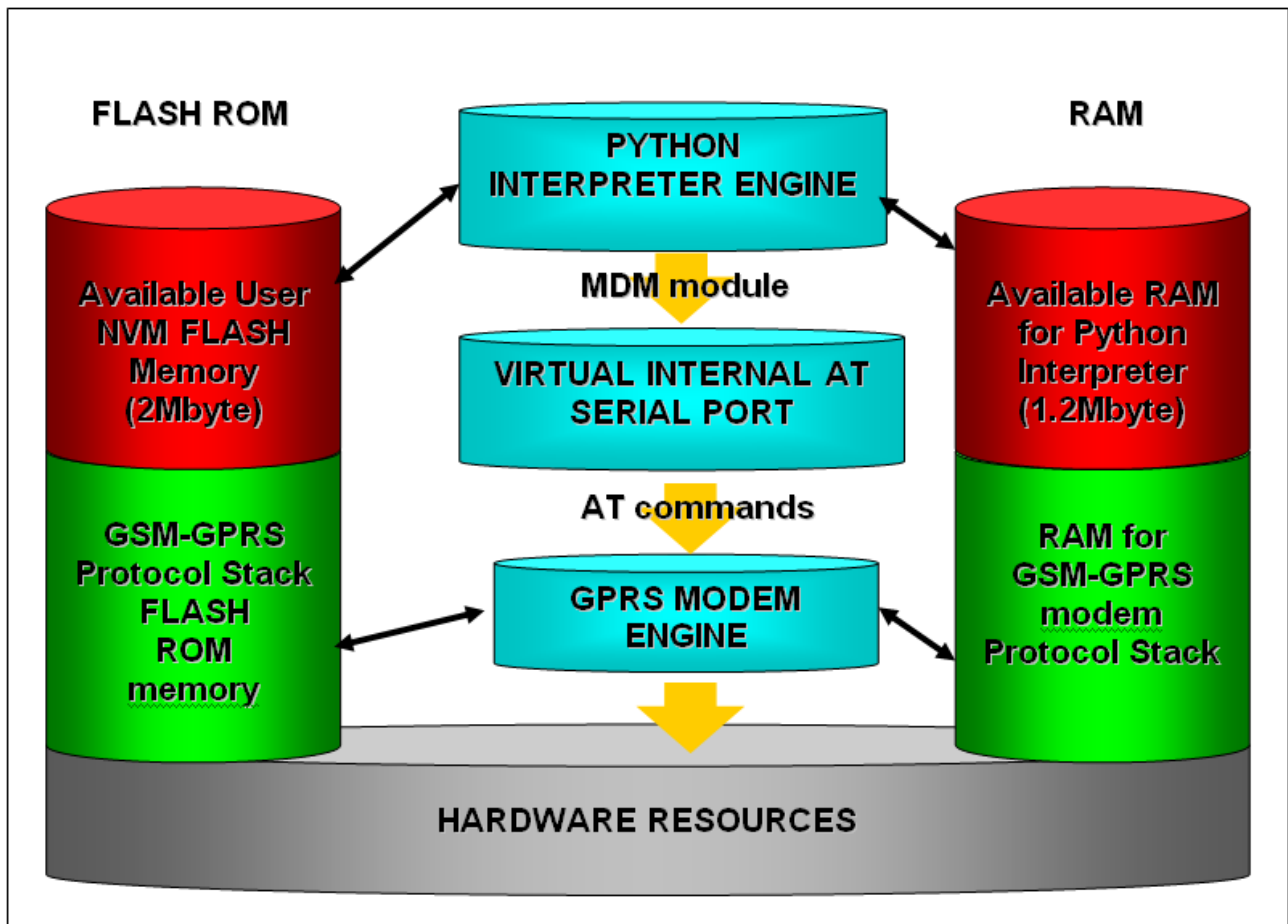 FLASH ROM
Available User
NVM FLASH
Memory
(2Mbyte)
GSM-GPRS
Protocol Stack
FLASH
ROM
memory
PYTHON
INTERPRETER ENGINE
MDM module
VIRTUAL INTERNAL AT
SERIAL PORT
AT commands
GPRS MODEM
ENGINE
RAM
Available RAM
for Python
Interpreter
(1.2Mbyte)
RAM for
GSM-GPRS
modem
Protocol Stack
HARDWARE RESOURCES